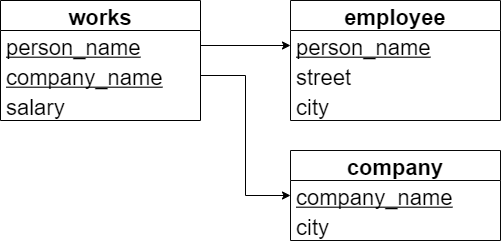 works
person_name
company_name
salary
employee
person_name
street
city
company
company_name
city